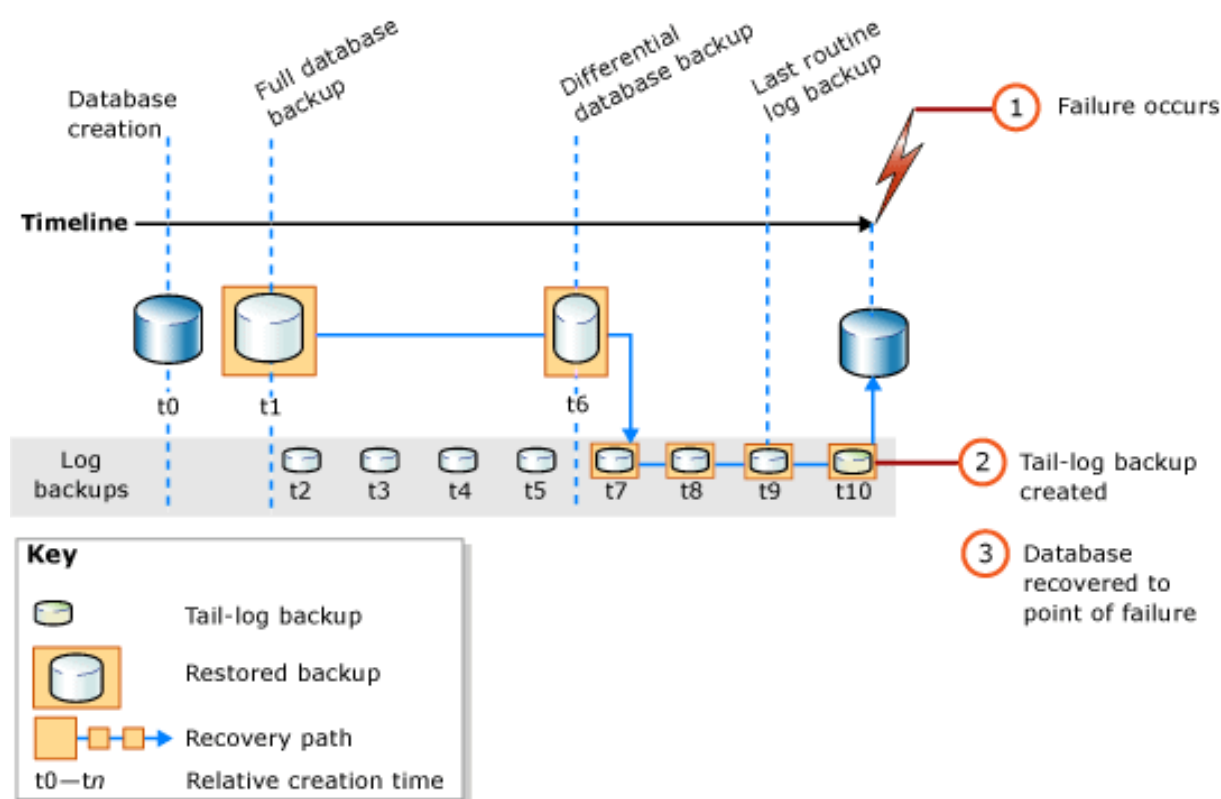 Database
creation
Full database
backup
Differential
database backup
Last routine
log backup
1
Failure occurs
Timeline
t0
t1
t6
Log
backups
t2
t3
t4
t5
t7
t8
t9
t10
2
Tail-log backup
created
3
Database
recovered to
point of failure
Key
Tail-log backup
Restored backup
Recovery path
t0—tn
Relative creation time